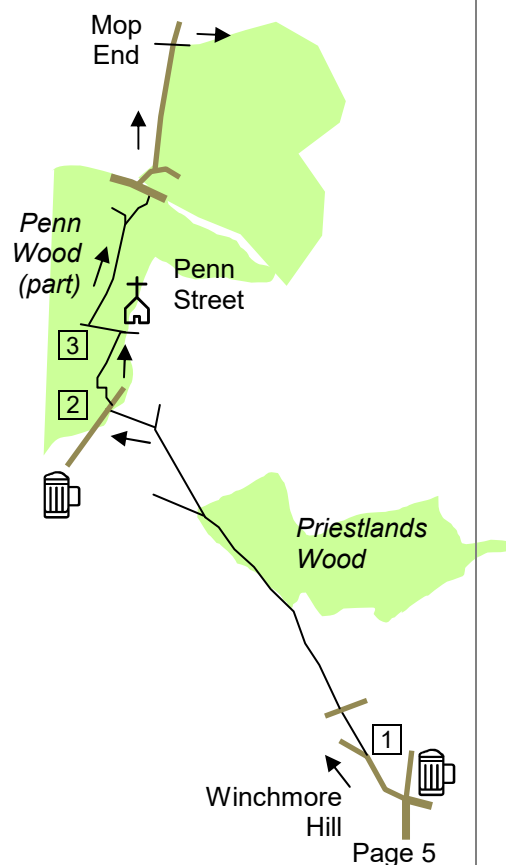 Mop
End
Penn
Wood
(part)
Penn
Street
3
2
Priestlands
Wood
1
Winchmore
Hill
Page 5